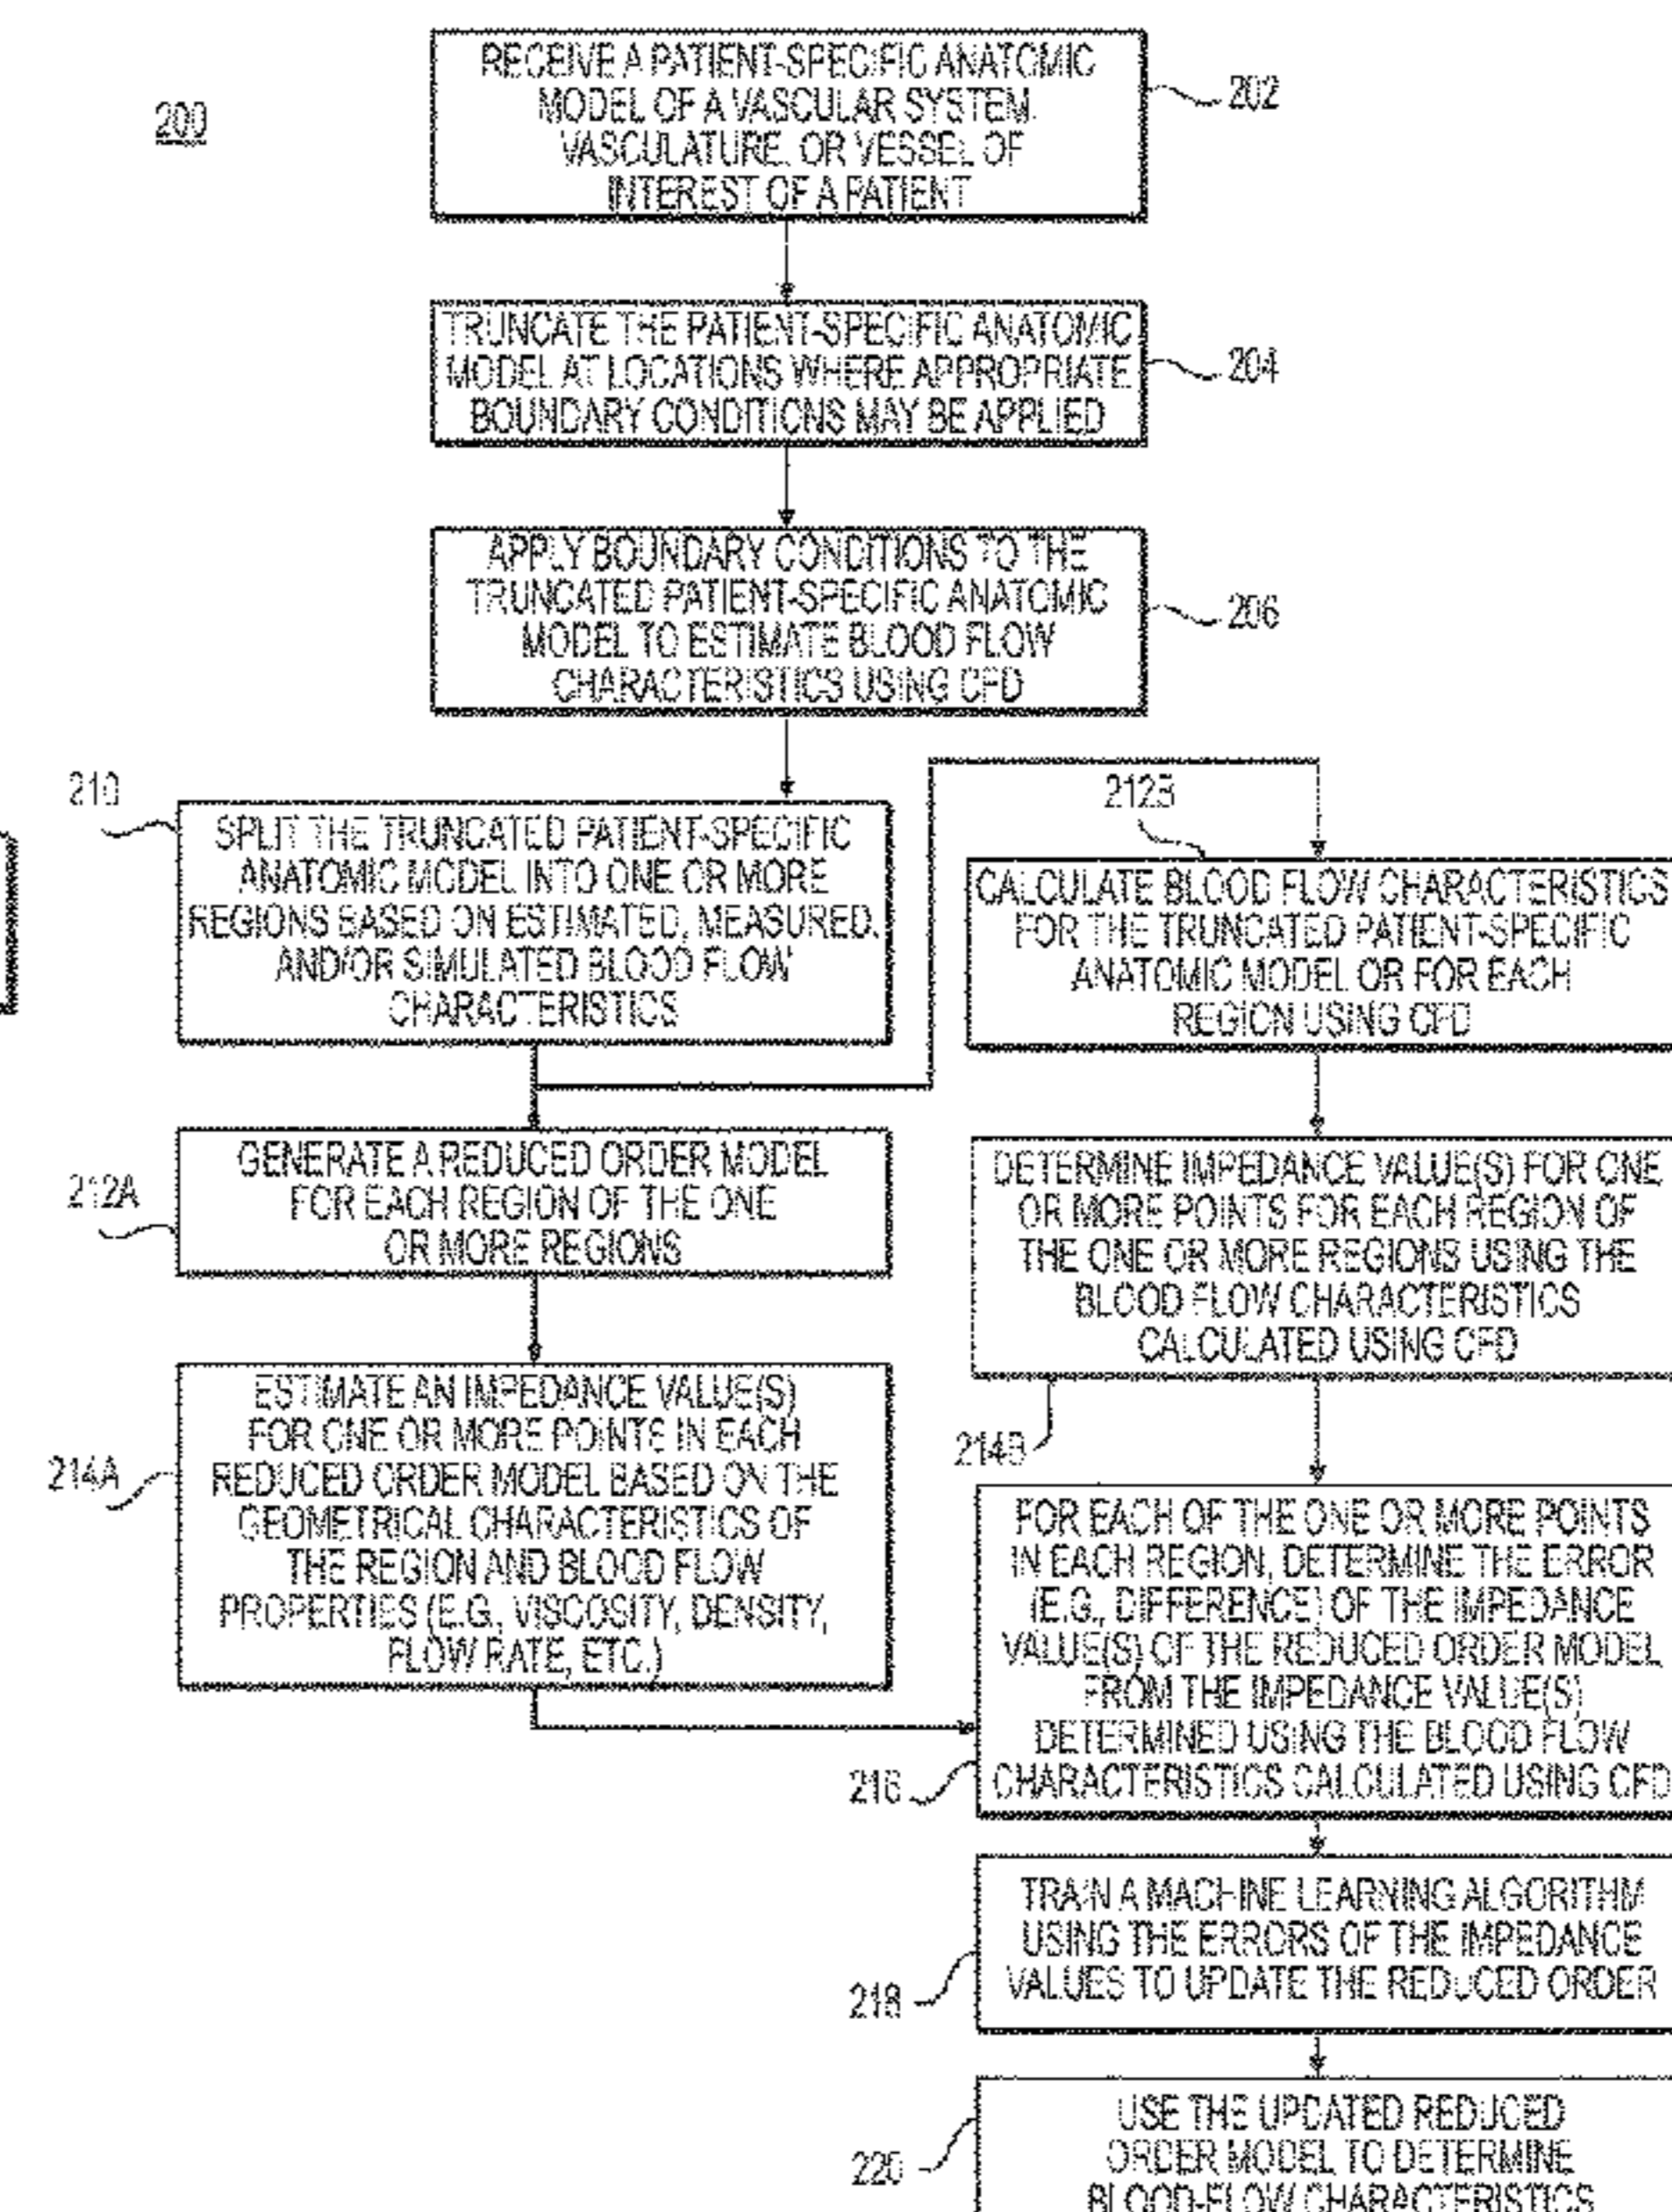 200
RECEIVE A PATIENT-SPECIFIC ANATOMIC
MODEL OF A VASCULAR SYSTEM,
VASCULATURE, OR VESSEL OF
INTEREST OF A PATIENT
202
TRUNCATE THE PATIENT-SPECIFIC ANATOMIC
MODEL AT LOCATIONS WHERE APPROPRIATE
BOUNDARY CONDITIONS MAY BE APPLIED
204
APPLY BOUNDARY CONDITIONS TO THE
TRUNCATED PATIENT-SPECIFIC ANATOMIC
MODEL TO ESTIMATE BLOOD FLOW
CHARACTERISTICS USING CFD
206
210
SPLIT THE TRUNCATED PATIENT-SPECIFIC
ANATOMIC MODEL INTO ONE OR MORE
REGIONS BASED ON ESTIMATED, MEASURED,
AND/OR SIMULATED BLOOD FLOW
CHARACTERISTICS
212A
GENERATE A REDUCED ORDER MODEL
FOR EACH REGION OF THE ONE
OR MORE REGIONS
214A
ESTIMATE AN IMPEDANCE VALUE(S)
FOR ONE OR MORE POINTS IN EACH
REDUCED ORDER MODEL BASED ON THE
GEOMETRICAL CHARACTERISTICS OF
THE REGION AND BLOOD FLOW
PROPERTIES (E.G., VISCOSITY, DENSITY,
FLOW RATE, ETC.)
212B
CALCULATE BLOOD FLOW CHARACTERISTICS
FOR THE TRUNCATED PATIENT-SPECIFIC
ANATOMIC MODEL OR FOR EACH
REGION USING CFD
DETERMINE IMPEDANCE VALUE(S) FOR ONE
OR MORE POINTS FOR EACH REGION OF
THE ONE OR MORE REGIONS USING THE
BLOOD FLOW CHARACTERISTICS
CALCULATED USING CFD
214B
FOR EACH OF THE ONE OR MORE POINTS
IN EACH REGION, DETERMINE THE ERROR
(E.G., DIFFERENCE) OF THE IMPEDANCE
VALUE(S) OF THE REDUCED ORDER MODEL
FROM THE IMPEDANCE VALUE(S)
DETERMINED USING THE BLOOD FLOW
CHARACTERISTICS CALCULATED USING CFD
216
TRAIN A MACHINE LEARNING ALGORITHM
USING THE ERRORS OF THE IMPEDANCE
VALUES TO UPDATE THE REDUCED ORDER
218
USE THE UPDATED REDUCED
ORDER MODEL TO DETERMINE
BLOOD-FLOW CHARACTERISTICS
220